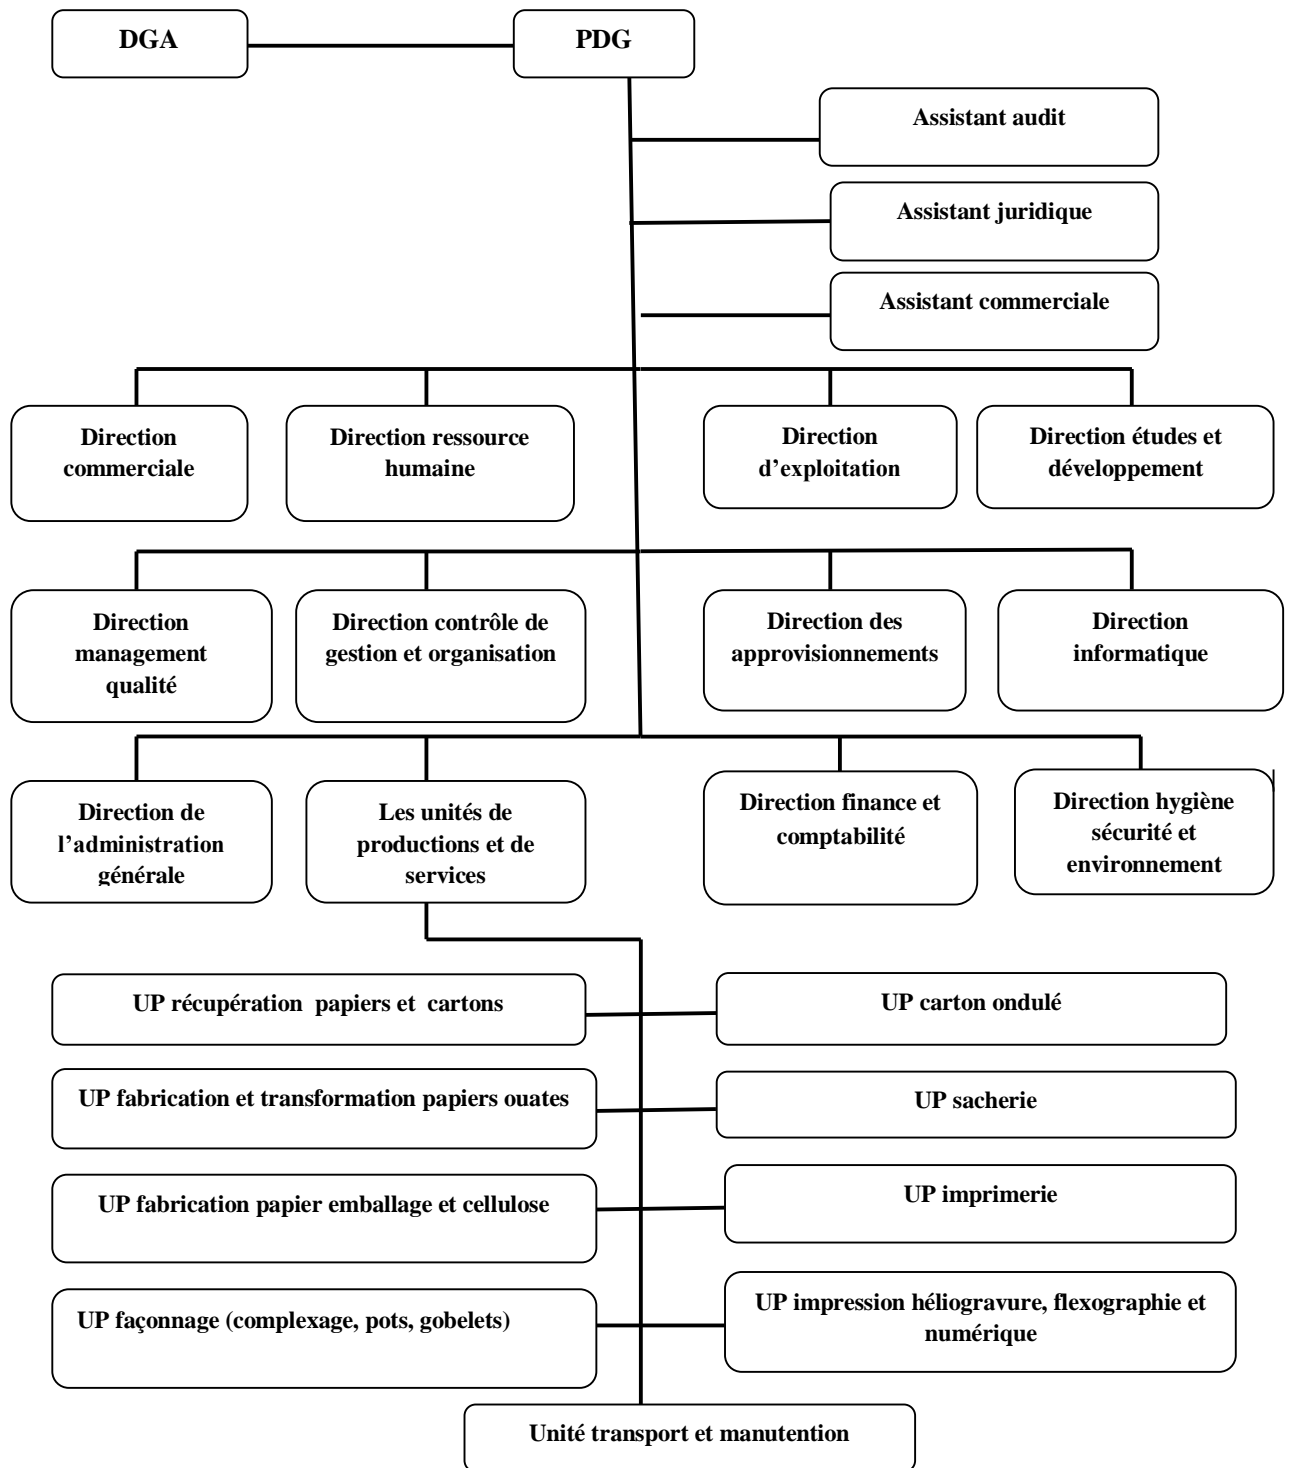 DGA
PDG
Assistant audit
Assistant juridique
Assistant commerciale
Direction
commerciale
Direction ressource
humaine
Direction
d’exploitation
Direction études et
développement
Direction
management
qualité
Direction contrôle de
gestion et organisation
Direction des
approvisionnements
Direction
informatique
Direction de
l’administration
générale
Les unités de
productions et de
services
Direction finance et
comptabilité
Direction hygiène
sécurité et
environnement
UP récupération papiers et cartons
UP carton ondulé
UP fabrication et transformation papiers ouates
UP sacherie
UP fabrication papier emballage et cellulose
UP imprimerie
UP façonnage (complexage, pots, gobelets)
UP impression héliogravure, flexographie et
numérique
Unité transport et manutention